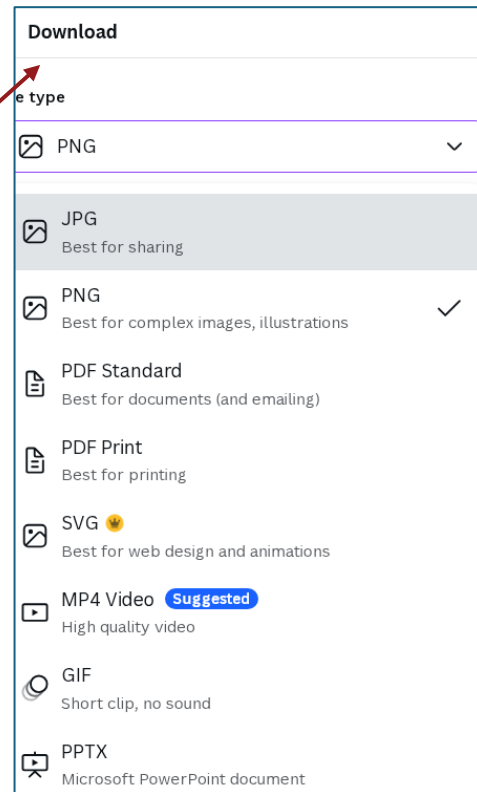 Download
e type
PNG
JPG
Best for sharing
PNG
Best for complex images, illustrations
PDF Standard
Best for documents (and emailing)
PDF Print
Best for printing
SVG
Best for web design and animations
MP4 Video Suggested
High quality video
GIF
Short clip, no sound
PPTX
Microsoft PowerPoint document